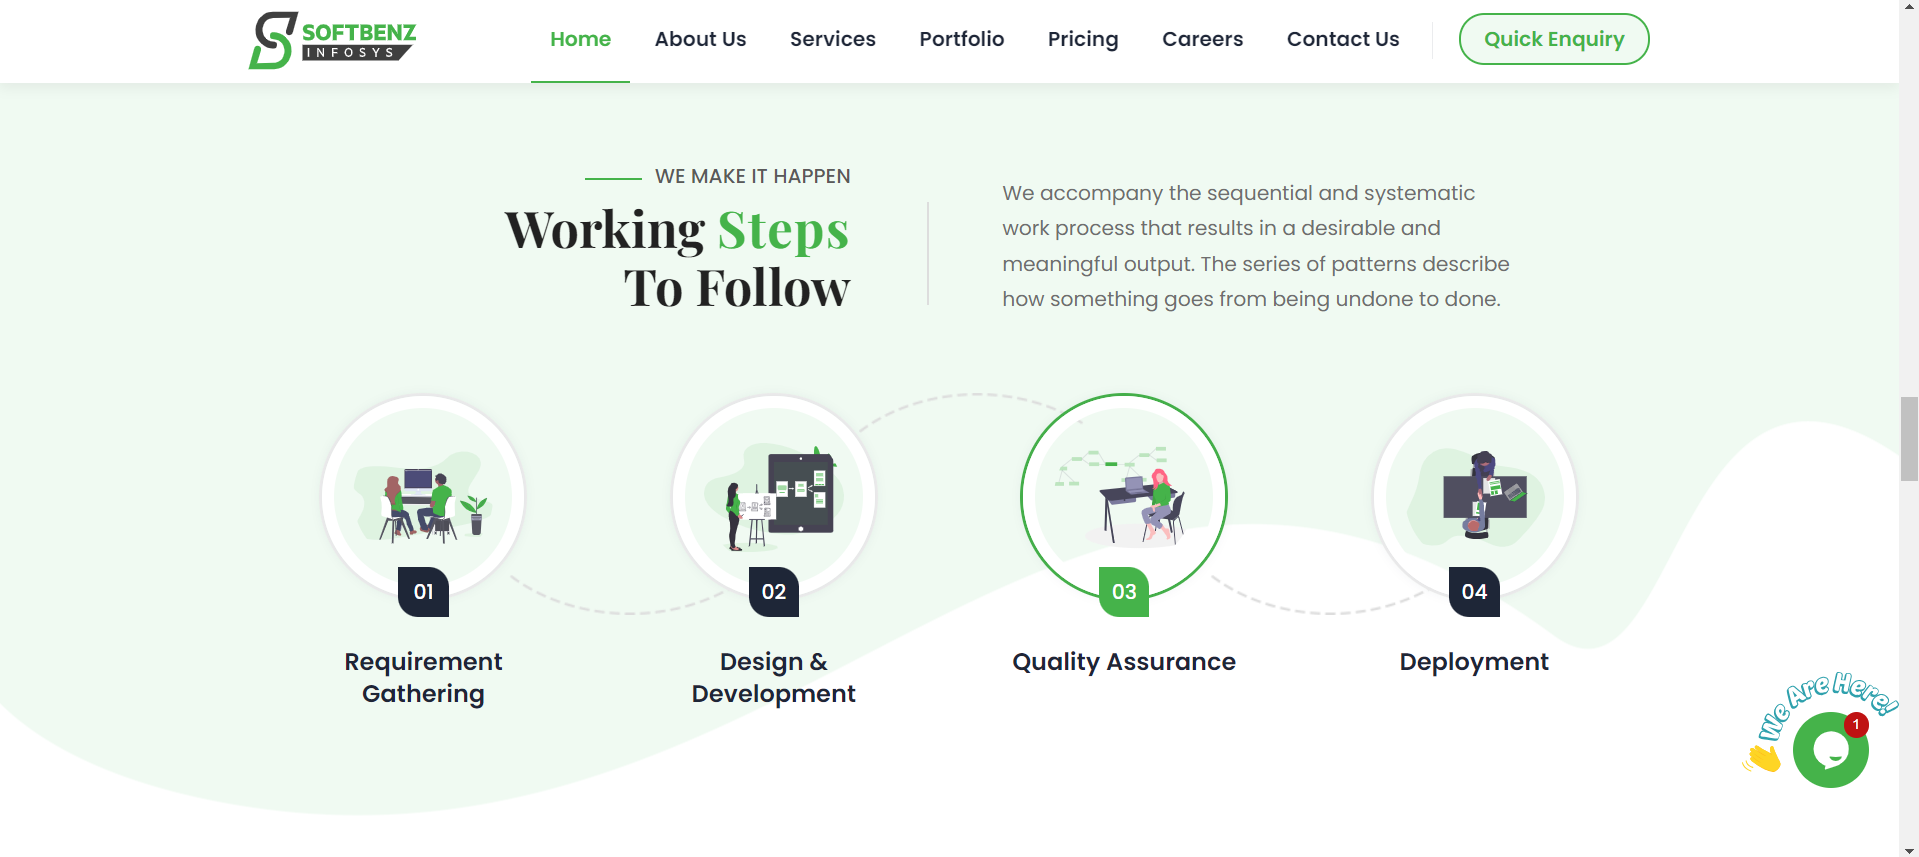 SOFTBENZ
INFOSYS
Home About Us Services Portfolio Pricing Careers Contact Us Quick Enquiry
WE MAKE IT HAPPEN
Working Steps
To Follow
We accompany the sequential and systematic
work process that results in a desirable and
meaningful output. The series of patterns describe
how something goes from being undone to done.
01
Requirement
Gathering
02
Design &
Development
03
Quality Assurance
04
Deployment
We Are Here!
1